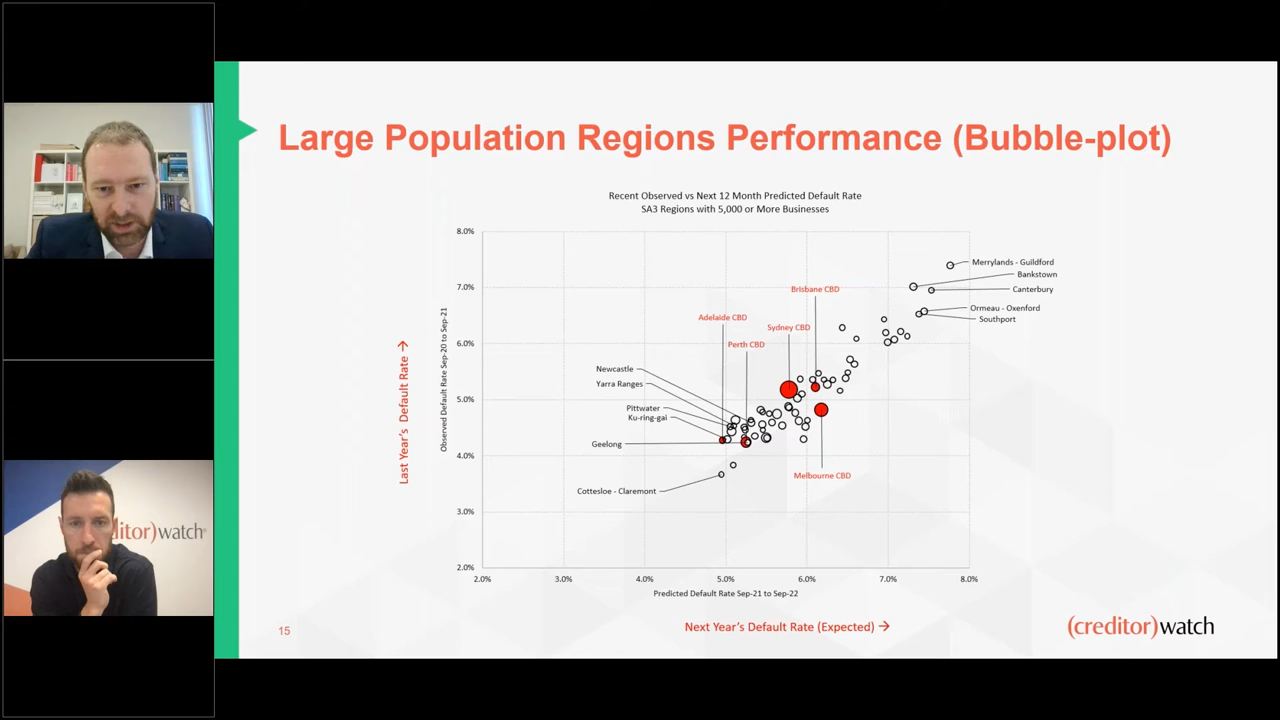 Large Population Regions Performance (Bubble-plot)
Recent Observed vs Next 12 Month Predicted Default Rate
SA3 Regions with 5,000 or More Businesses
Last Year's Default Rate →
Observed Default Rate Sep-20 to Sep-21
8.0%
7.0%
6.0%
5.0%
4.0%
3.0%
2.0%
Merrylands - Guildford
Bankstown
Canterbury
Ormeau - Oxenford
Southport
Brisbane CBD
Adelaide CBD
Sydney CBD
Perth CBD
Newcastle
Yarra Ranges
Pittwater
Ku-ring-gai
Geelong
Cottesloe - Claremont
Melbourne CBD
2.0% 3.0% 4.0% 5.0% 6.0% 7.0% 8.0%
Predicted Default Rate Sep-21 to Sep-22
Next Year's Default Rate (Expected) →
15
(creditor)watch
ditor)watch